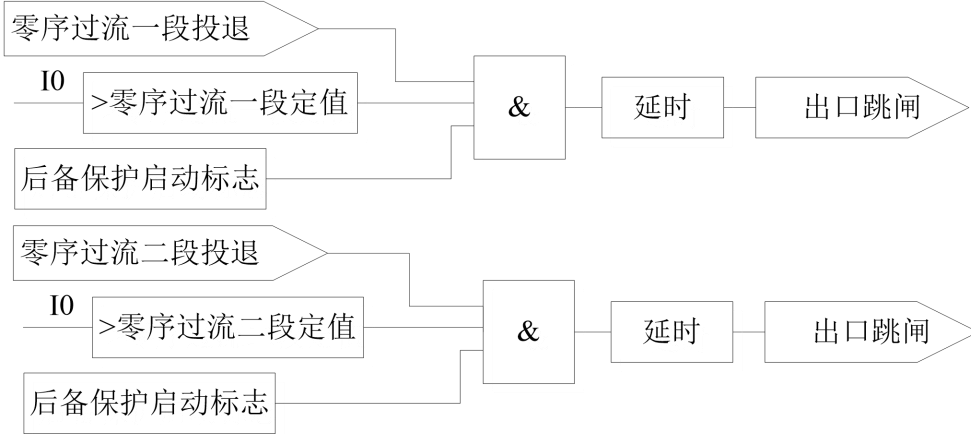 零序过流一段投退
I0
>零序过流一段定值
&
延时
出口跳闸
后备保护启动标志
零序过流二段投退
I0
>零序过流二段定值
&
延时
出口跳闸
后备保护启动标志